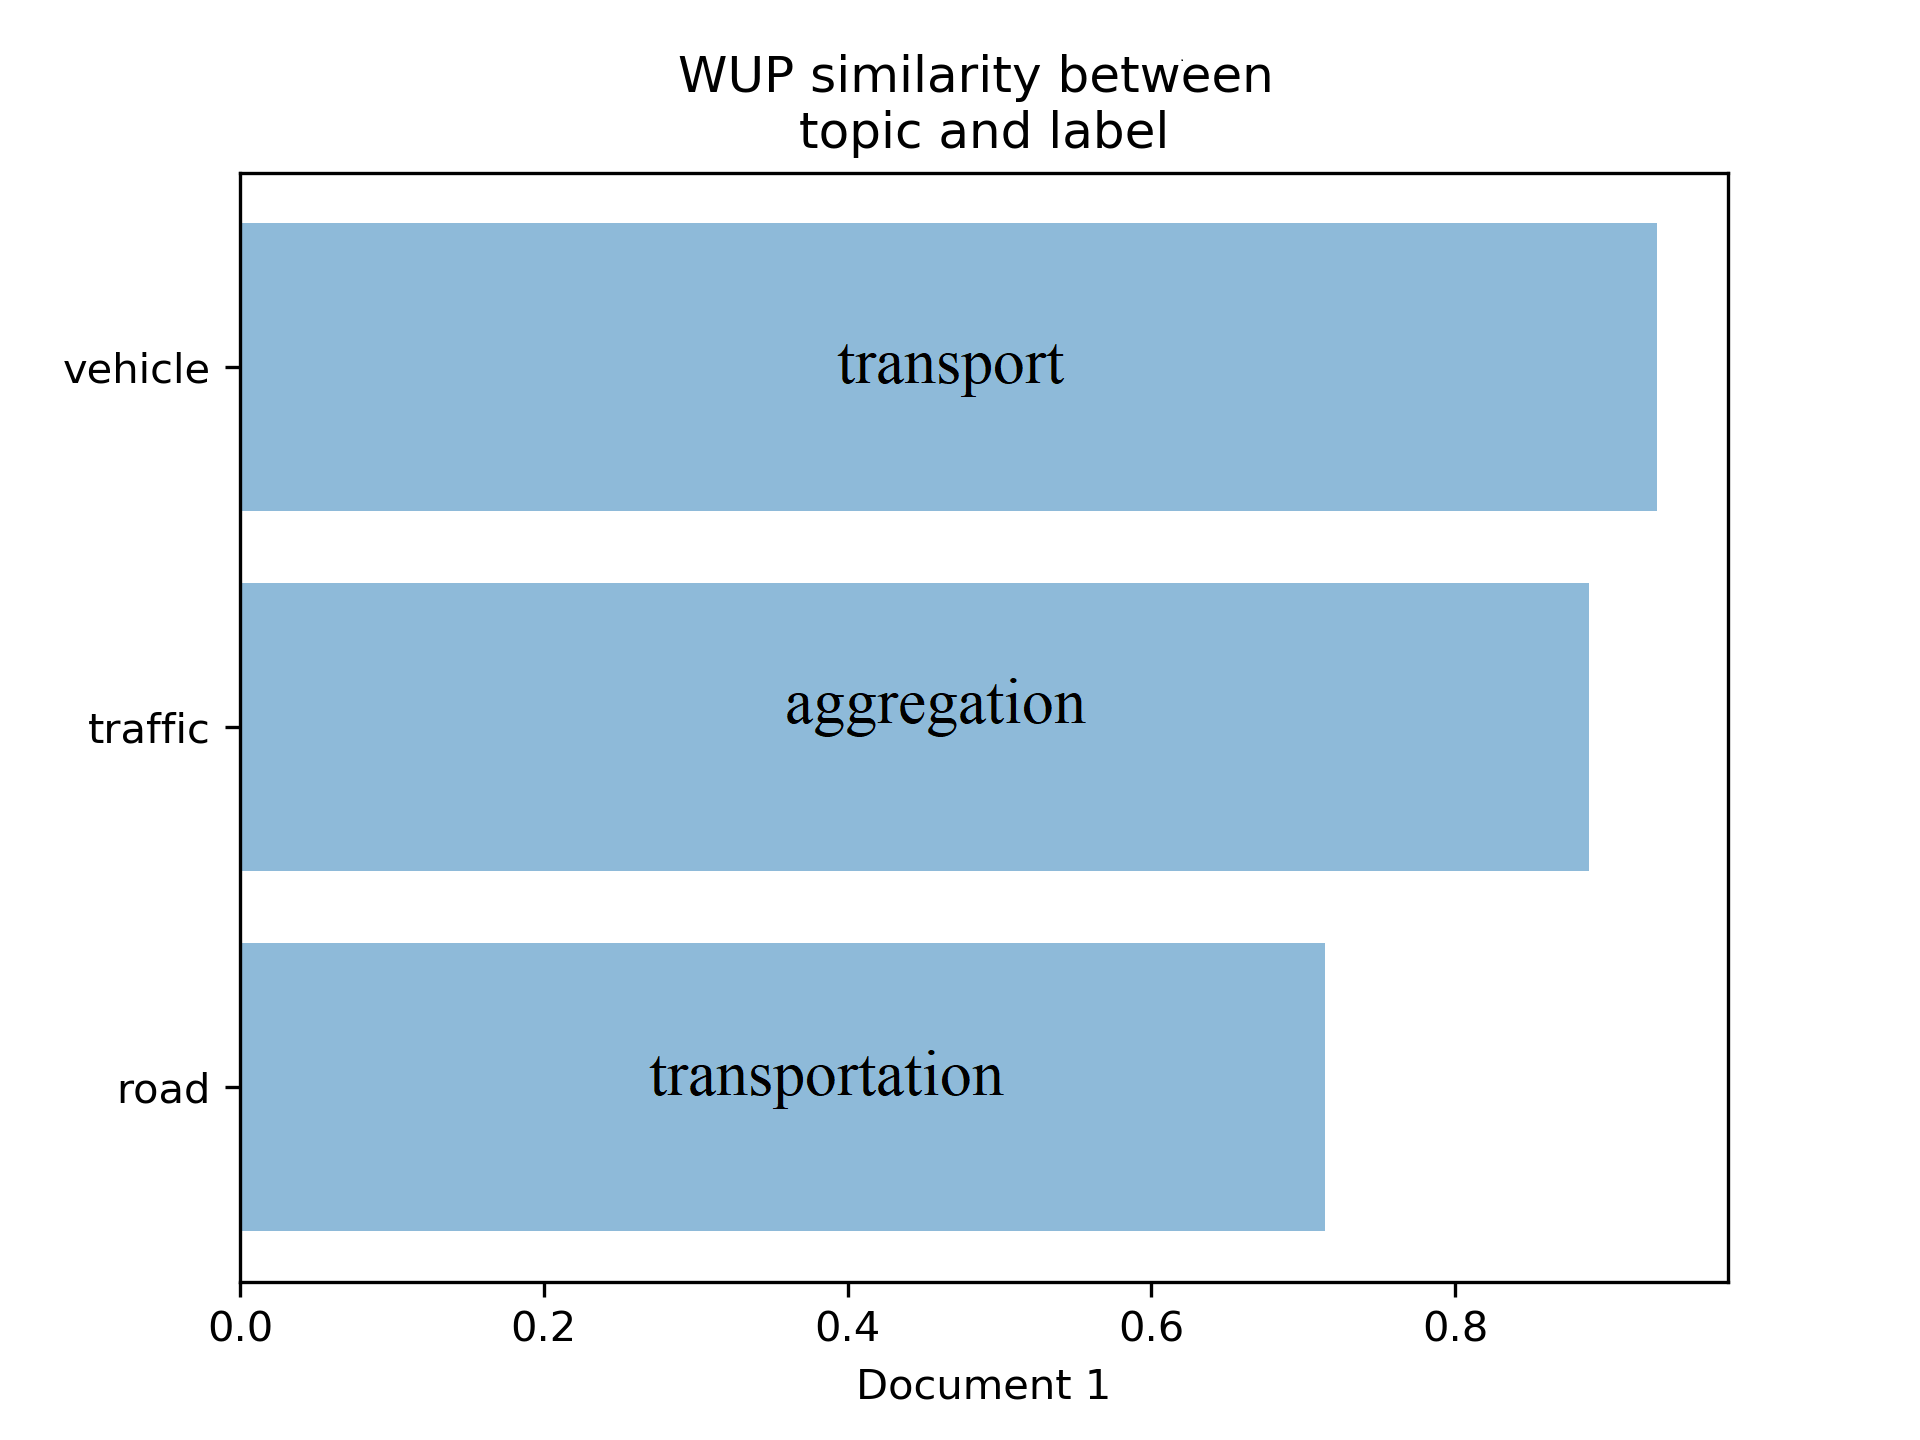 WUP similarity between
topic and label
vehicle
transport
traffic
aggregation
road
transportation
0.0 0.2 0.4 0.6 0.8
Document 1